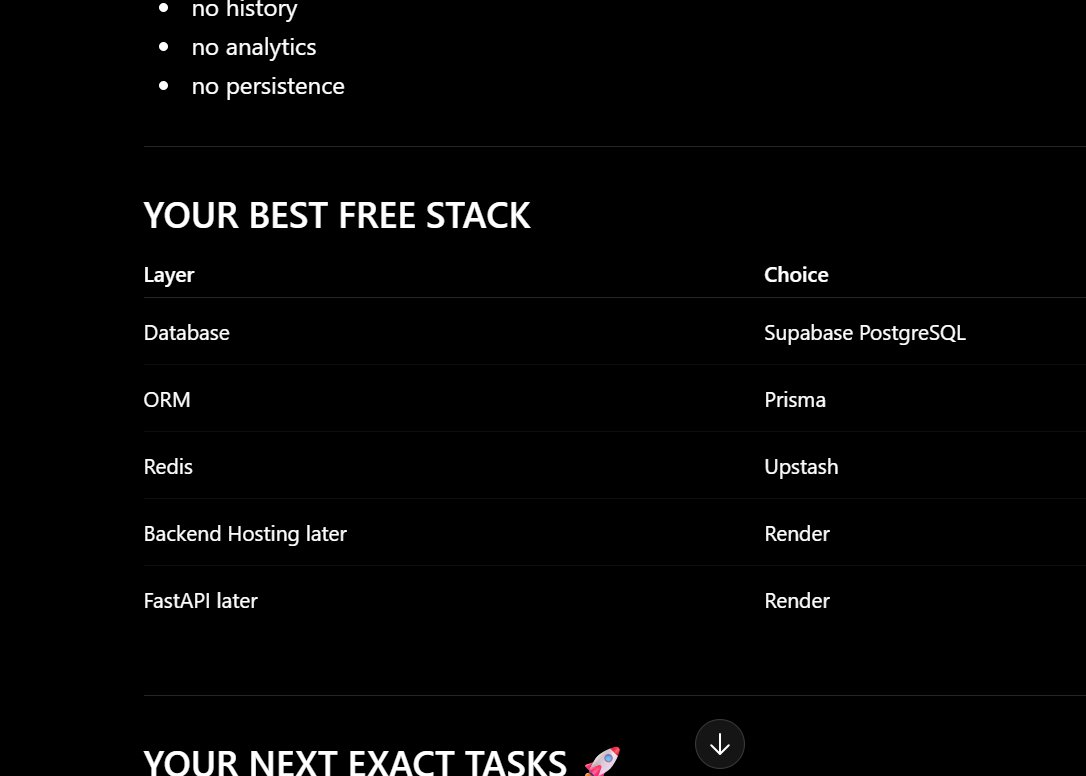 no history
no analytics
no persistence
YOUR BEST FREE STACK
Layer Choice
Database Supabase PostgreSQL
ORM Prisma
Redis Upstash
Backend Hosting later Render
FastAPI later Render
YOUR NEXT EXACT TASKS 🚀